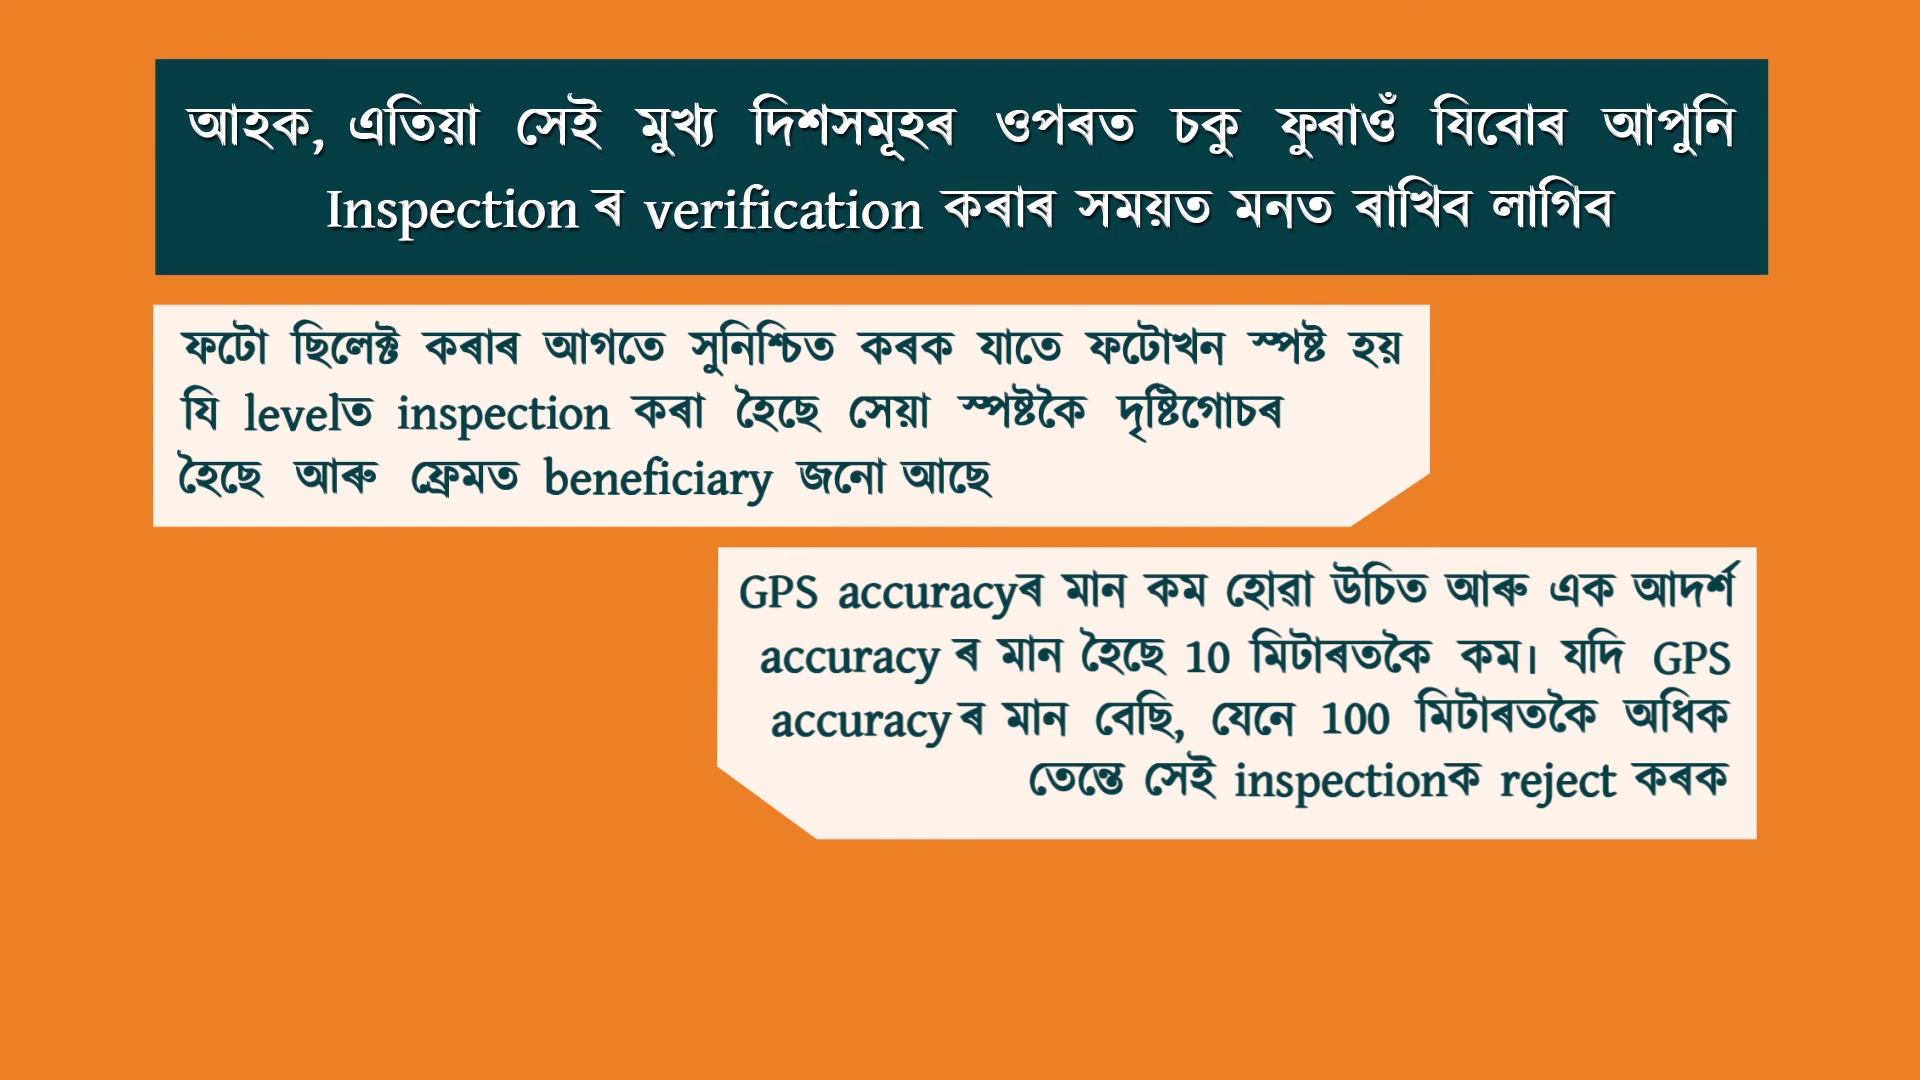 আহক, এতিয়া সেই মুখ্য দিশসমূহৰ ওপৰত চকু ফুৰাওঁ যিবোৰ আপুনি
Inspection ৰ verification কৰাৰ সময়ত মনত ৰাখিব লাগিব
ফটো ছিলেক্ট কৰাৰ আগতে সুনিশ্চিত কৰক যাতে ফটোখন স্পষ্ট হয়
যি levelত inspection কৰা হৈছে সেয়া স্পষ্টকৈ দৃষ্টিগোচৰ
হৈছে আৰু ফ্ৰেমত beneficiary জনো আছে
GPS accuracyৰ মান কম হোৱা উচিত আৰু এক আদৰ্শ
accuracy ৰ মান হৈছে 10 মিটাৰতকৈ কম। যদি GPS
accuracy ৰ মান বেছি, যেনে 100 মিটাৰতকৈ অধিক
তেন্তে সেই inspectionক reject কৰক